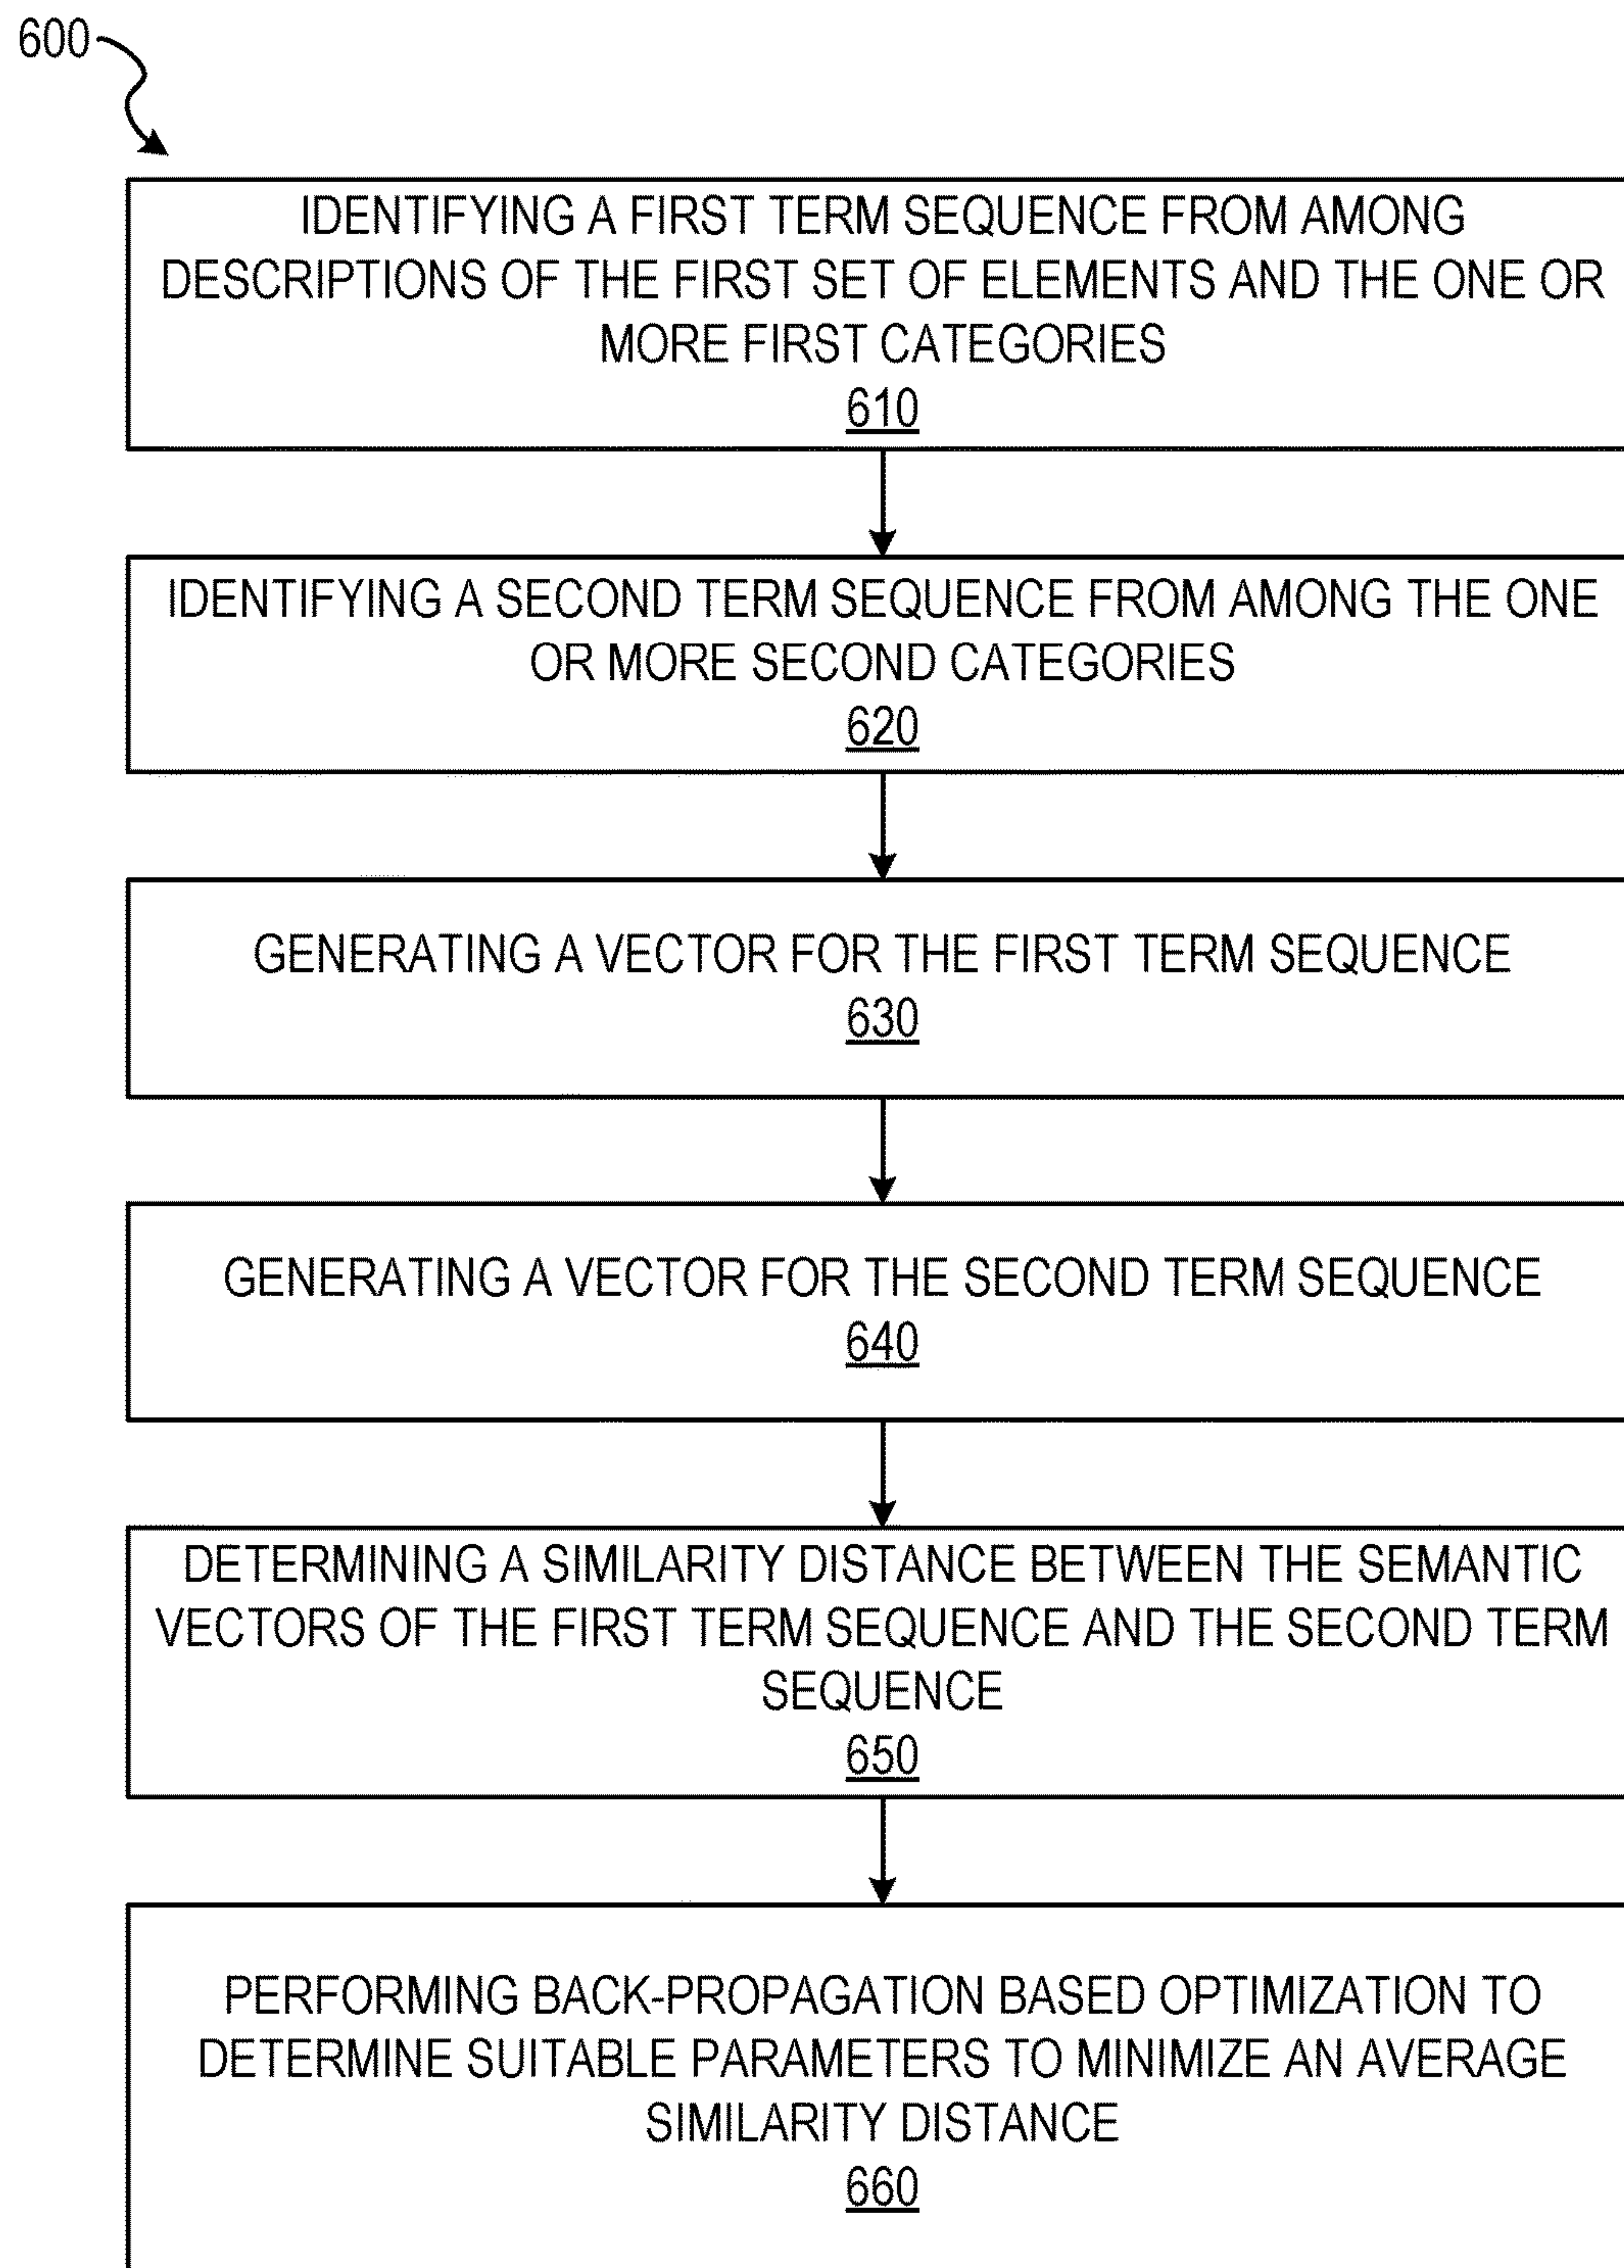 600
IDENTIFYING A FIRST TERM SEQUENCE FROM AMONG
DESCRIPTIONS OF THE FIRST SET OF ELEMENTS AND THE ONE OR
MORE FIRST CATEGORIES
610
IDENTIFYING A SECOND TERM SEQUENCE FROM AMONG THE ONE
OR MORE SECOND CATEGORIES
620
GENERATING A VECTOR FOR THE FIRST TERM SEQUENCE
630
GENERATING A VECTOR FOR THE SECOND TERM SEQUENCE
640
DETERMINING A SIMILARITY DISTANCE BETWEEN THE SEMANTIC
VECTORS OF THE FIRST TERM SEQUENCE AND THE SECOND TERM
SEQUENCE
650
PERFORMING BACK-PROPAGATION BASED OPTIMIZATION TO
DETERMINE SUITABLE PARAMETERS TO MINIMIZE AN AVERAGE
SIMILARITY DISTANCE
660